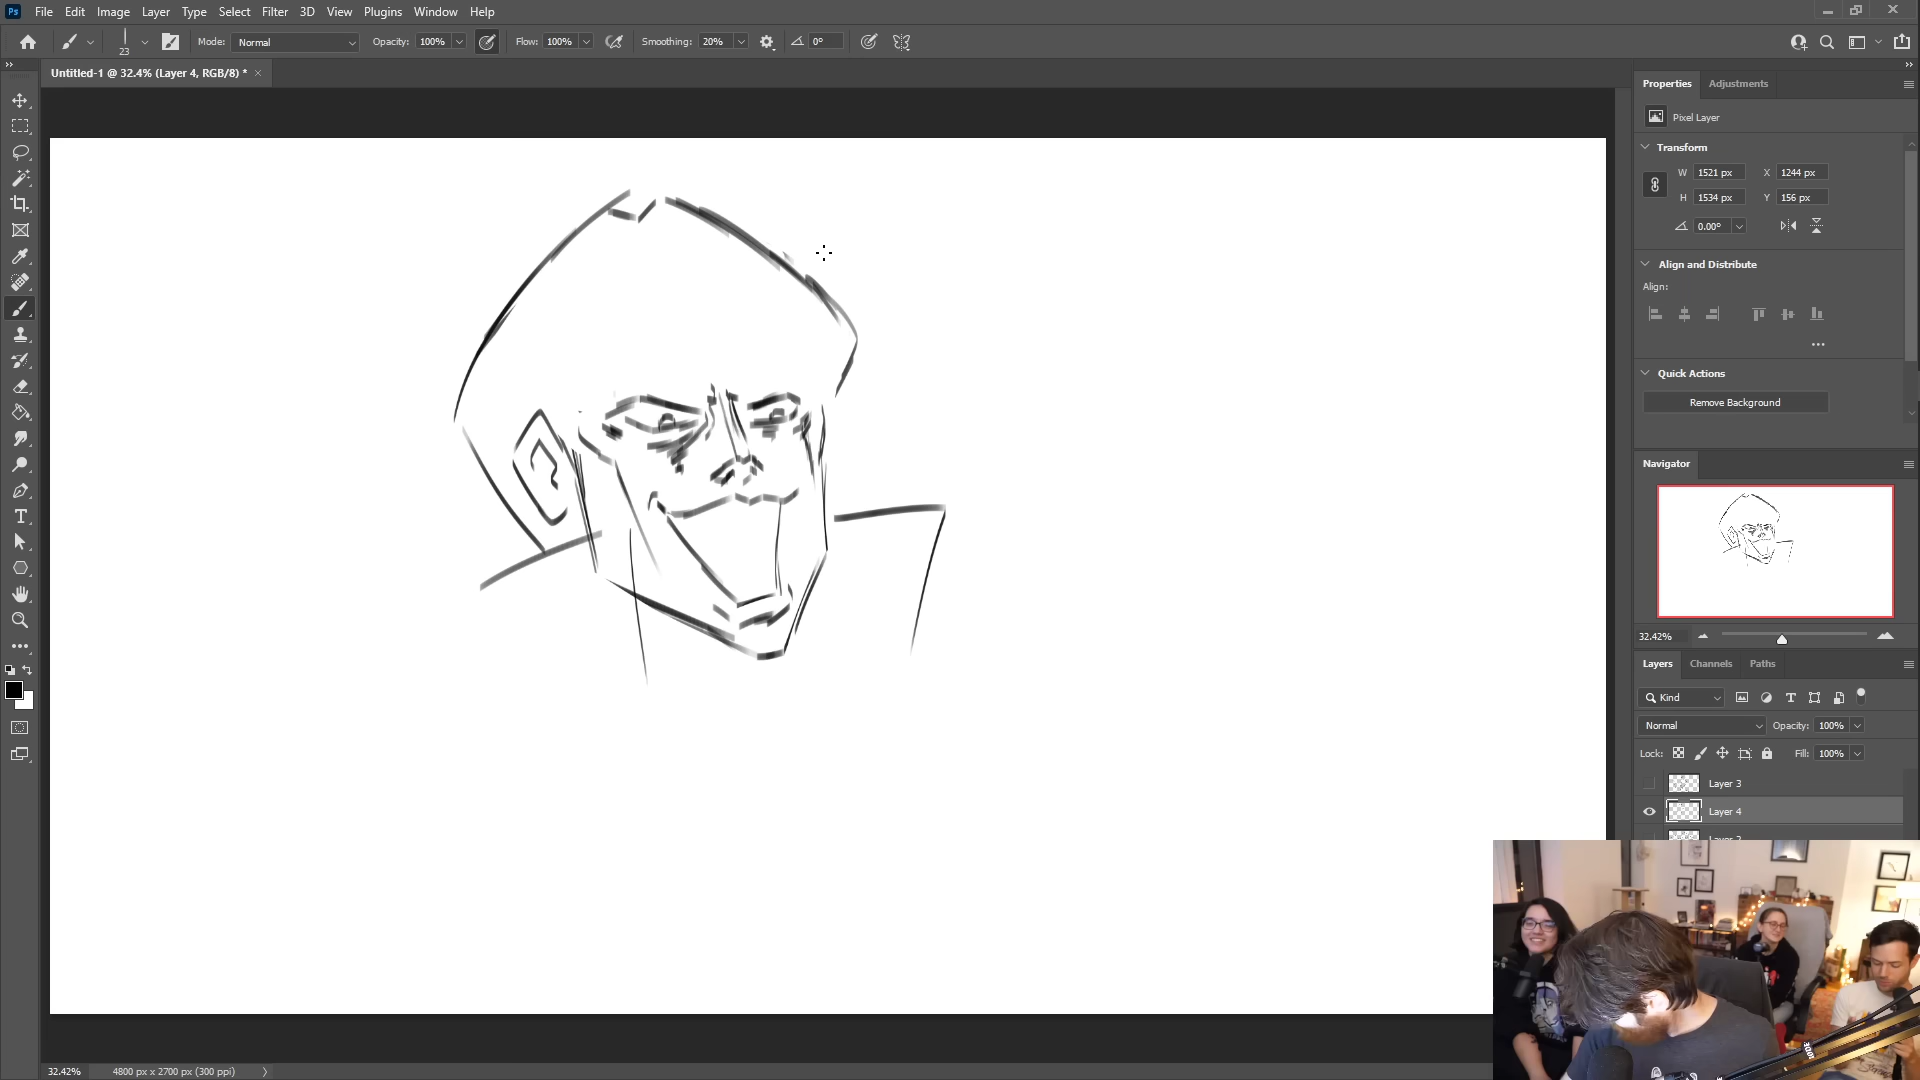 Ps File Edit Image Layer Type Select Filter 3D View Plugins Window Help
23 Mode: Normal Opacity: 100% Flow: 100% Smoothing: 20% 0°
Untitled-1 @ 32.4% (Layer 4, RGB/8) * ×
Properties Adjustments
Pixel Layer
Transform
W 1521 px X 1244 px
H 1534 px Y 156 px
0.00°
Align and Distribute
Align:
Quick Actions
Remove Background
Navigator
32.42%
Layers Channels Paths
Kind
Normal Opacity: 100%
Lock: Fill: 100%
Layer 3
Layer 4
Layer 2
32.42% 4800 px x 2700 px (300 ppi)